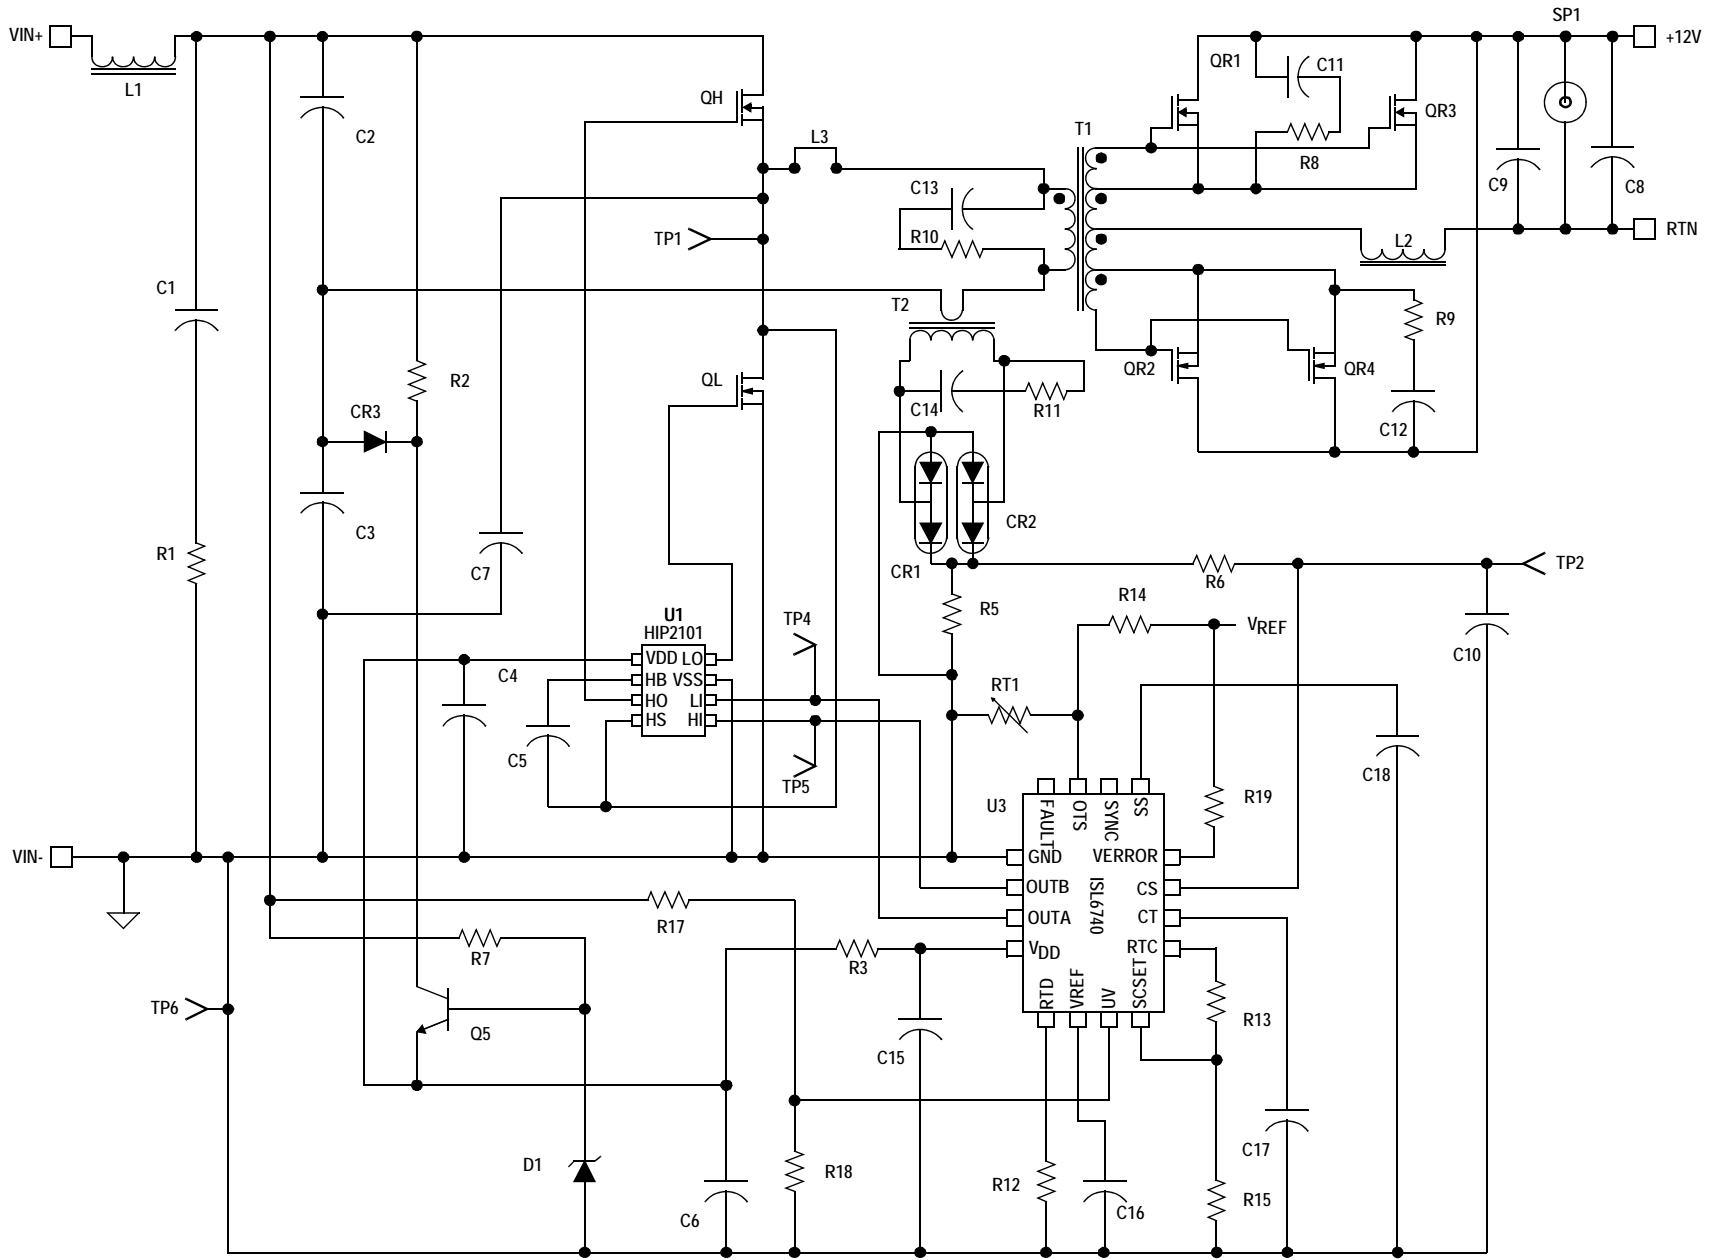 VIN+
L1
C2
QH
L3
TP1
C13
R10
T1
QR1
C11
R8
QR3
SP1
+12V
C9
C8
RTN
L2
C1
R2
CR3
C3
R1
C7
QL
T2
C14
R11
QR2
QR4
R9
C12
CR1
CR2
R6
TP2
R5
R14
VREF
C10
U1
HIP2101
VDD LO
HB VSS
HO LI
HS HI
TP4
TP5
C4
C5
RT1
R19
C18
U3
FAULT
OTS
SYNC
SS
GND
VERROR
OUTB
CS
OUTA
CT
VDD
RTC
ISL6740
RTD
VREF
UV
SCSET
VIN-
R17
R7
R3
TP6
Q5
C15
R13
D1
C6
R18
R12
C16
R15
C17